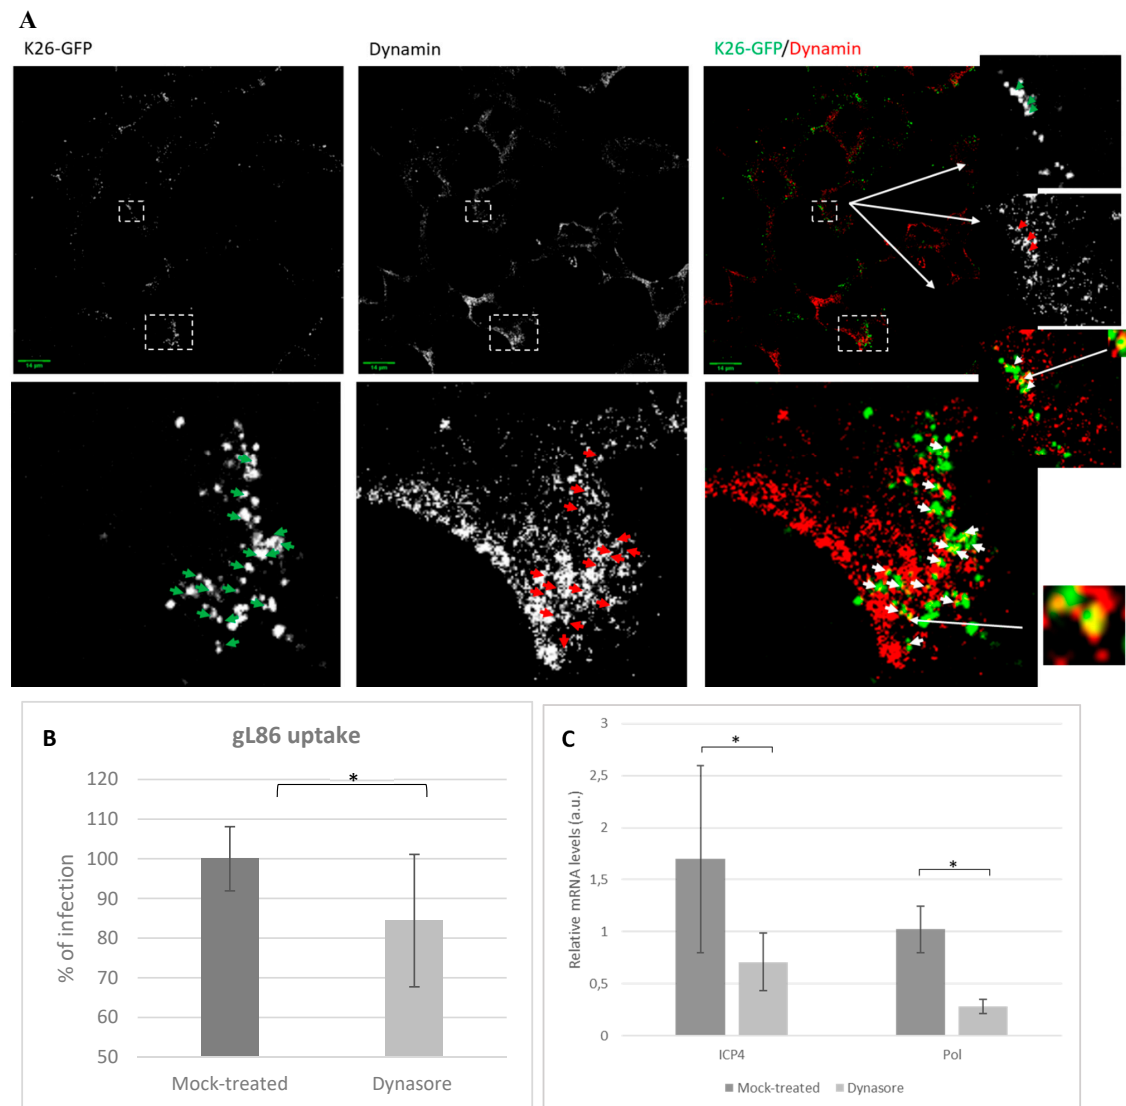 A
K26-GFP
Dynamin
K26-GFP/Dynamin
14 μm
14 μm
14 μm
B
gL86 uptake
*
% of infection
120
110
100
90
80
70
60
50
Mock-treated
Dynasore
C
Relative mRNA levels (a.u.)
3
2,5
2
1,5
1
0,5
0
*
*
ICP4
Pol
Mock-treated
Dynasore